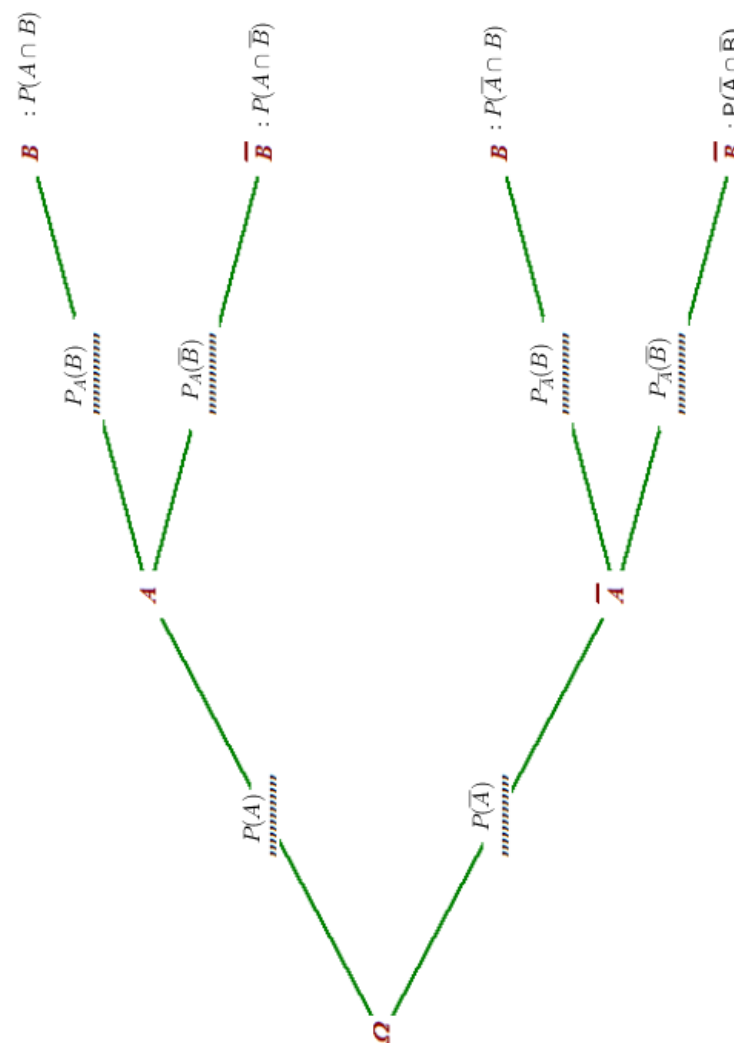 B : P(A ∩ B)
P_A(B)
A
P_A(B̅)
B̅ : P(A ∩ B̅)
P(A)
Ω
P(A̅)
B : P(A̅ ∩ B)
P_A̅(B)
A̅
P_A̅(B̅)
B̅ : P(A̅ ∩ B̅)